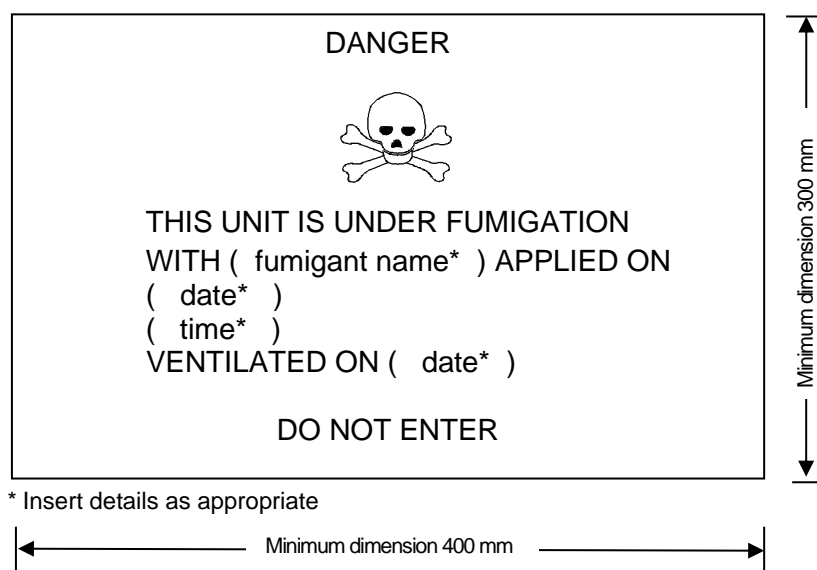 DANGER
THIS UNIT IS UNDER FUMIGATION
WITH ( fumigant name* ) APPLIED ON
( date* )
( time* )
VENTILATED ON ( date* )
DO NOT ENTER
* Insert details as appropriate
Minimum dimension 400 mm
Minimum dimension 300 mm